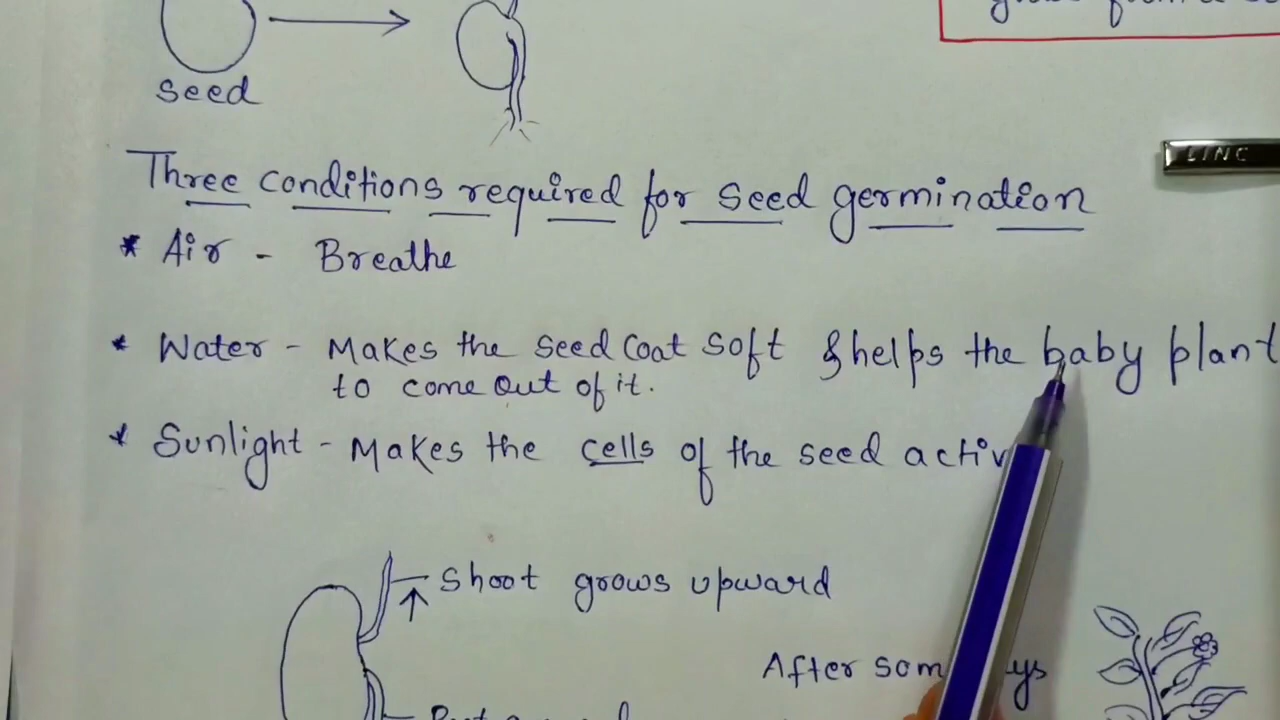 seed
LINC
Three conditions required for seed germination
* Air - Breathe
* Water - Makes the seed coat soft & helps the baby plant
to come out of it.
* Sunlight - Makes the cells of the seed activ
Shoot grows upward
After som ys